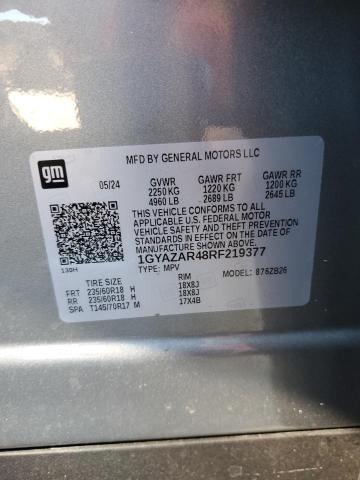 gm
MFD BY GENERAL MOTORS LLC
05/24 GVWR GAWR FRT GAWR RR
2250 KG 1220 KG 1200 KG
4960 LB 2689 LB 2645 LB
THIS VEHICLE CONFORMS TO ALL APPLICABLE
U.S. FEDERAL MOTOR VEHICLE SAFETY,
BUMPER, AND THEFT PREVENTION STANDARDS
IN EFFECT ON THE DATE OF MANUFACTURE
SHOWN ABOVE.
1GYAZAR48RF219377
139H TYPE: MPV MODEL: 876ZB26
TIRE SIZE RIM
FRT 235/60R18 H 18X8J
RR 235/60R18 H 18X8J
SPA T145/70R17 M 17X4B